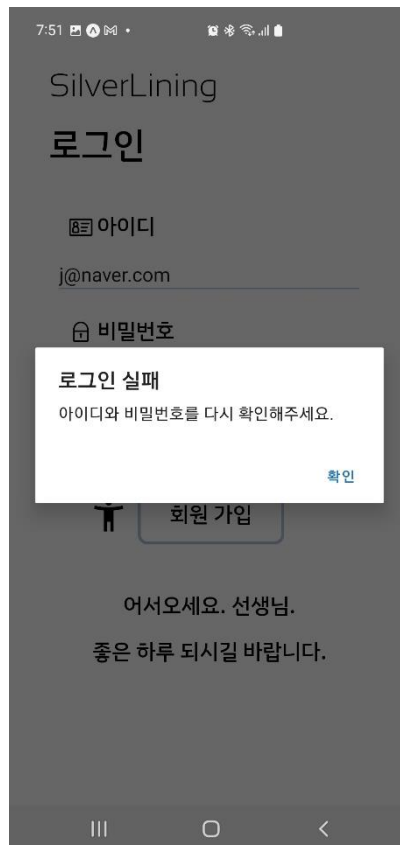 7:51
SilverLining
로그인
아이디
j@naver.com
비밀번호
로그인 실패
아이디와 비밀번호를 다시 확인해주세요.
확인
회원 가입
어서오세요. 선생님.
좋은 하루 되시길 바랍니다.